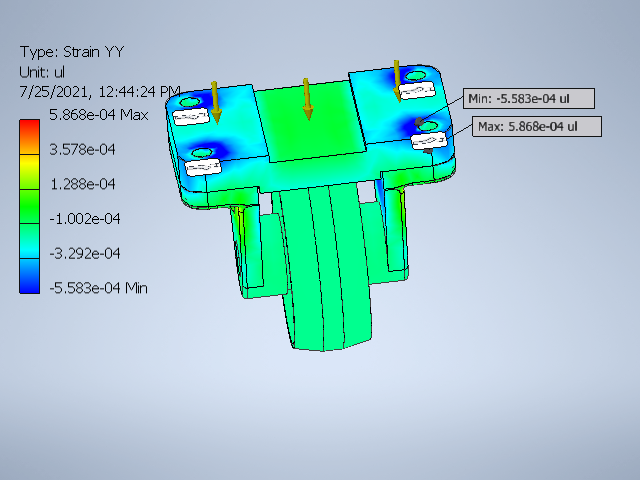 Type: Strain YY
Unit: ul
7/25/2021, 12:44:24 PM
5.868e-04 Max
3.578e-04
1.288e-04
-1.002e-04
-3.292e-04
-5.583e-04 Min
Min: -5.583e-04 ul
Max: 5.868e-04 ul